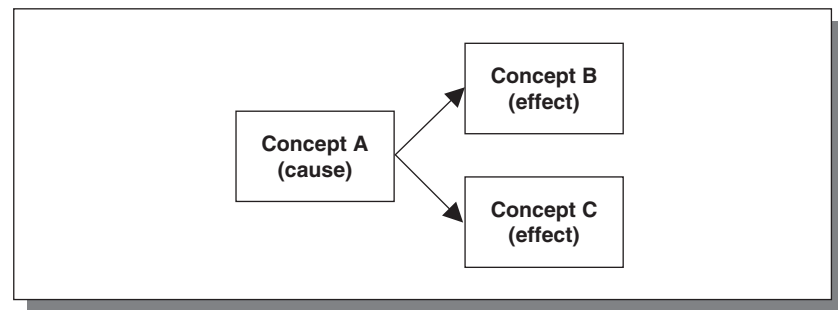 Concept A
(cause)
Concept B
(effect)
Concept C
(effect)